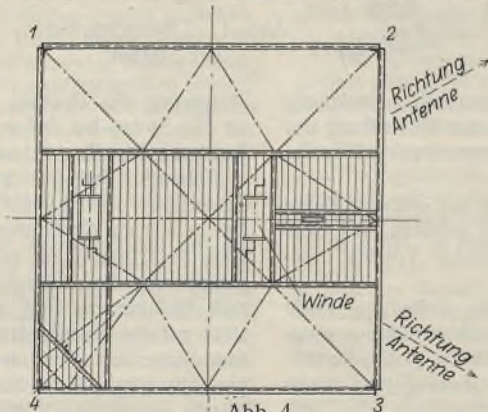 1
2
Richtung
Antenne
Winde
Richtung
Antenne
4
3
Abb. 4